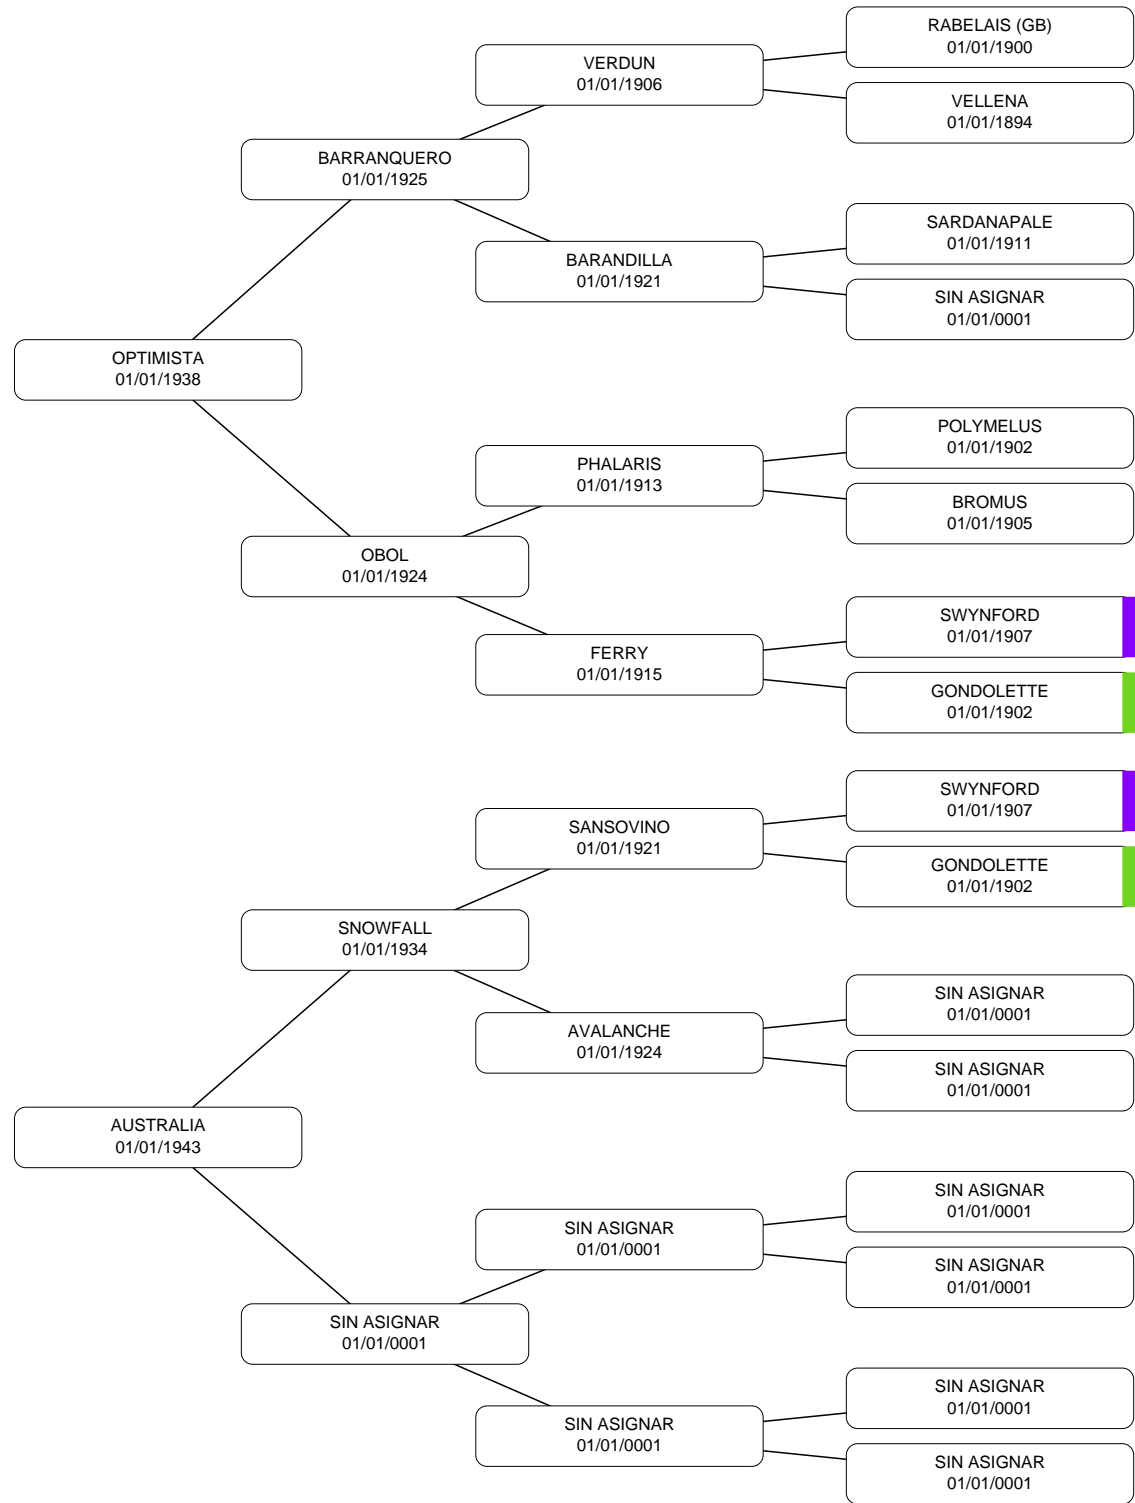 RABELAIS (GB)
01/01/1900
VERDUN
01/01/1906
VELLENA
01/01/1894
BARRANQUERO
01/01/1925
SARDANAPALE
01/01/1911
BARANDILLA
01/01/1921
SIN ASIGNAR
01/01/0001
OPTIMISTA
01/01/1938
POLYMELUS
01/01/1902
PHALARIS
01/01/1913
BROMUS
01/01/1905
OBOL
01/01/1924
SWYNFORD
01/01/1907
FERRY
01/01/1915
GONDOLETTE
01/01/1902
SWYNFORD
01/01/1907
SANSOVINO
01/01/1921
GONDOLETTE
01/01/1902
SNOWFALL
01/01/1934
SIN ASIGNAR
01/01/0001
AVALANCHE
01/01/1924
SIN ASIGNAR
01/01/0001
AUSTRALIA
01/01/1943
SIN ASIGNAR
01/01/0001
SIN ASIGNAR
01/01/0001
SIN ASIGNAR
01/01/0001
SIN ASIGNAR
01/01/0001
SIN ASIGNAR
01/01/0001
SIN ASIGNAR
01/01/0001
SIN ASIGNAR
01/01/0001